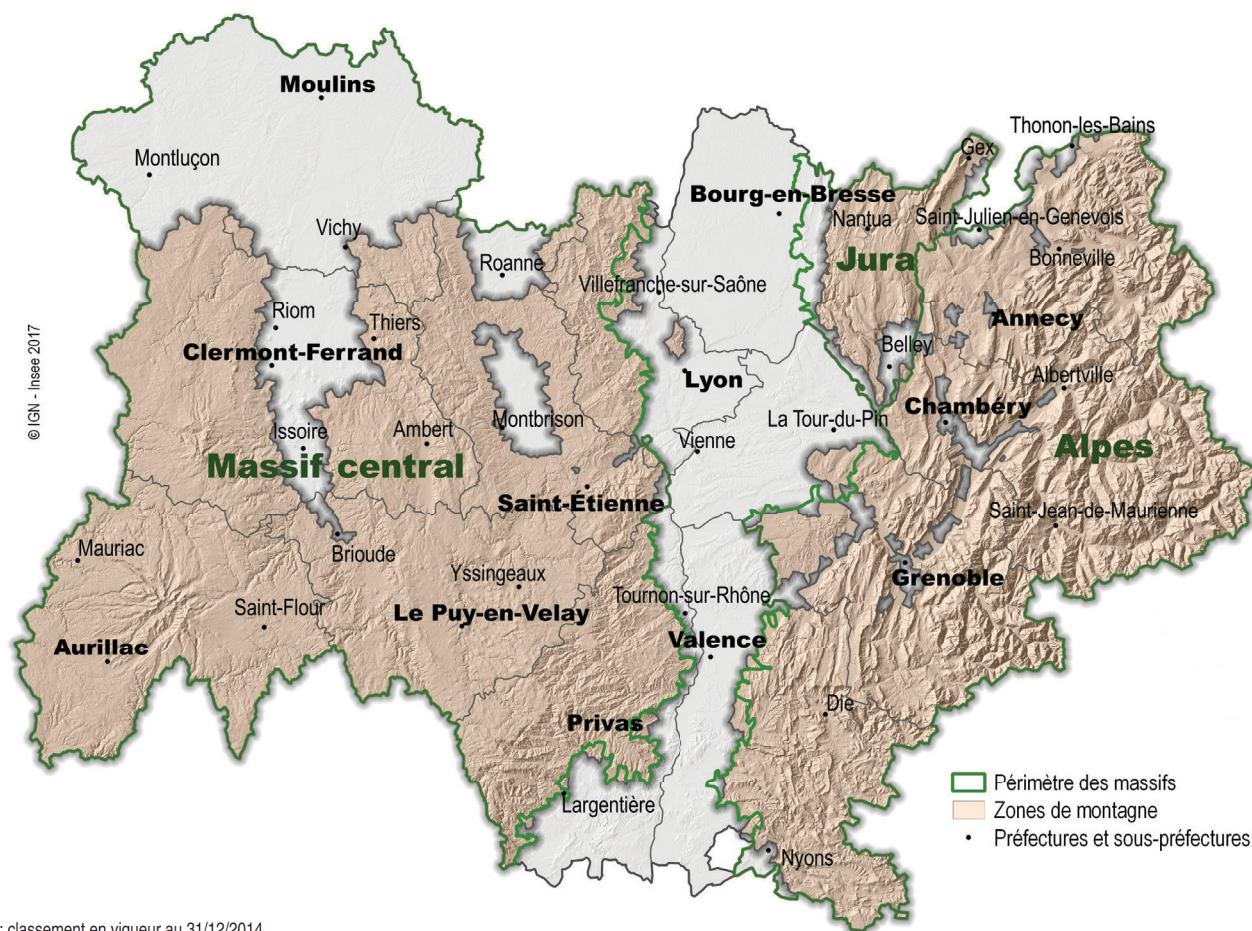 Moulins
Montluçon
Thonon-les-Bains
Gex
Bourg-en-Bresse
Nantua
Saint-Julien-en-Genevois
Vichy
Jura
Bonneville
Roanne
Villefranche-sur-Saône
Riom
Thiers
Annecy
Clermont-Ferrand
Belley
Lyon
Albertville
Chambéry
La Tour-du-Pin
Montbrison
Issoire
Ambert
Vienne
Alpes
Massif central
Saint-Étienne
Saint-Jean-de-Maurienne
Mauriac
Brioude
Yssingeaux
Grenoble
Tournon-sur-Rhône
Saint-Flour
Le Puy-en-Velay
Valence
Aurillac
Die
Privas
Largentière
Nyons
Périmètre des massifs
Zones de montagne
Préfectures et sous-préfectures
© IGN - Insee 2017
: classement en vigueur au 31/12/2014